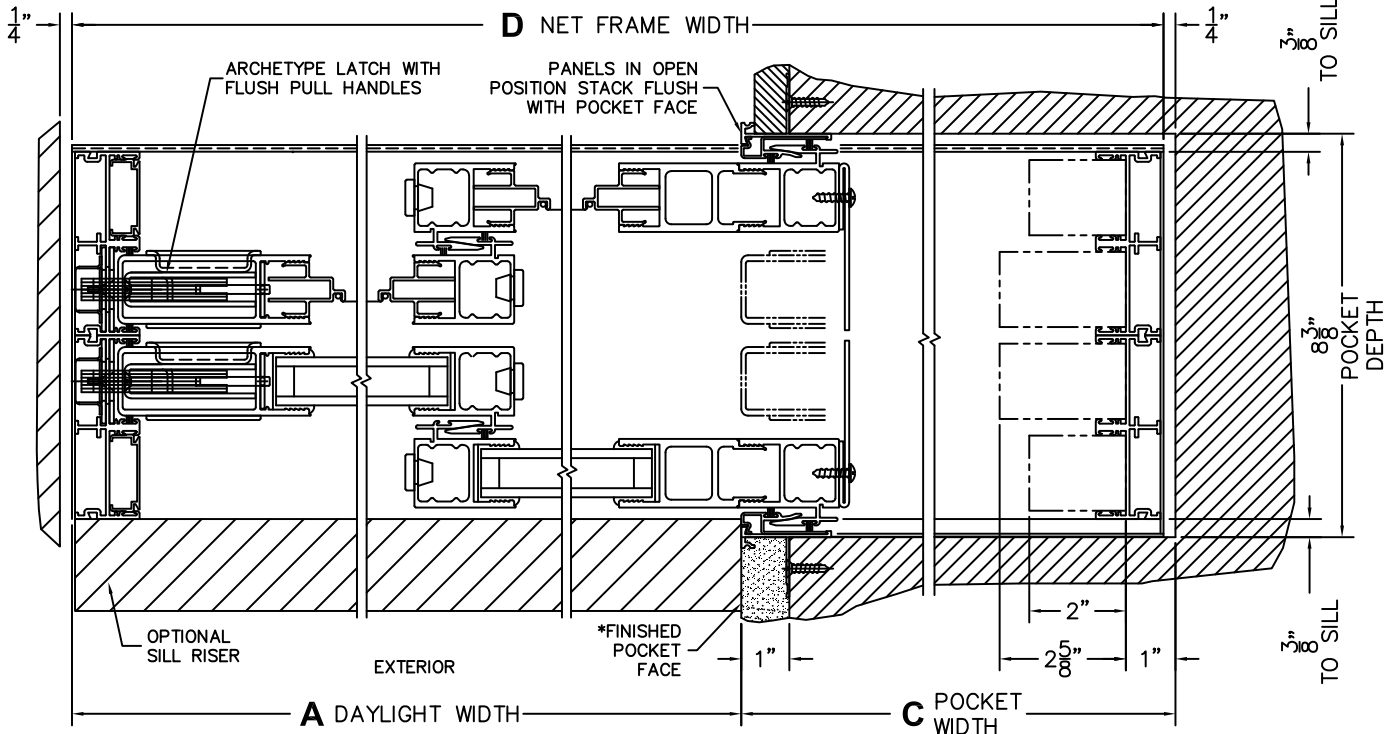 1/4"
D NET FRAME WIDTH
1/4"
3/8"
TO SILL
ARCHETYPE LATCH WITH
FLUSH PULL HANDLES
PANELS IN OPEN
POSITION STACK FLUSH
WITH POCKET FACE
8 3/8"
POCKET
DEPTH
OPTIONAL
SILL RISER
EXTERIOR
*FINISHED
POCKET
FACE
1"
2"
2 5/8"
1"
3/8"
TO SILL
A DAYLIGHT WIDTH
C POCKET
WIDTH